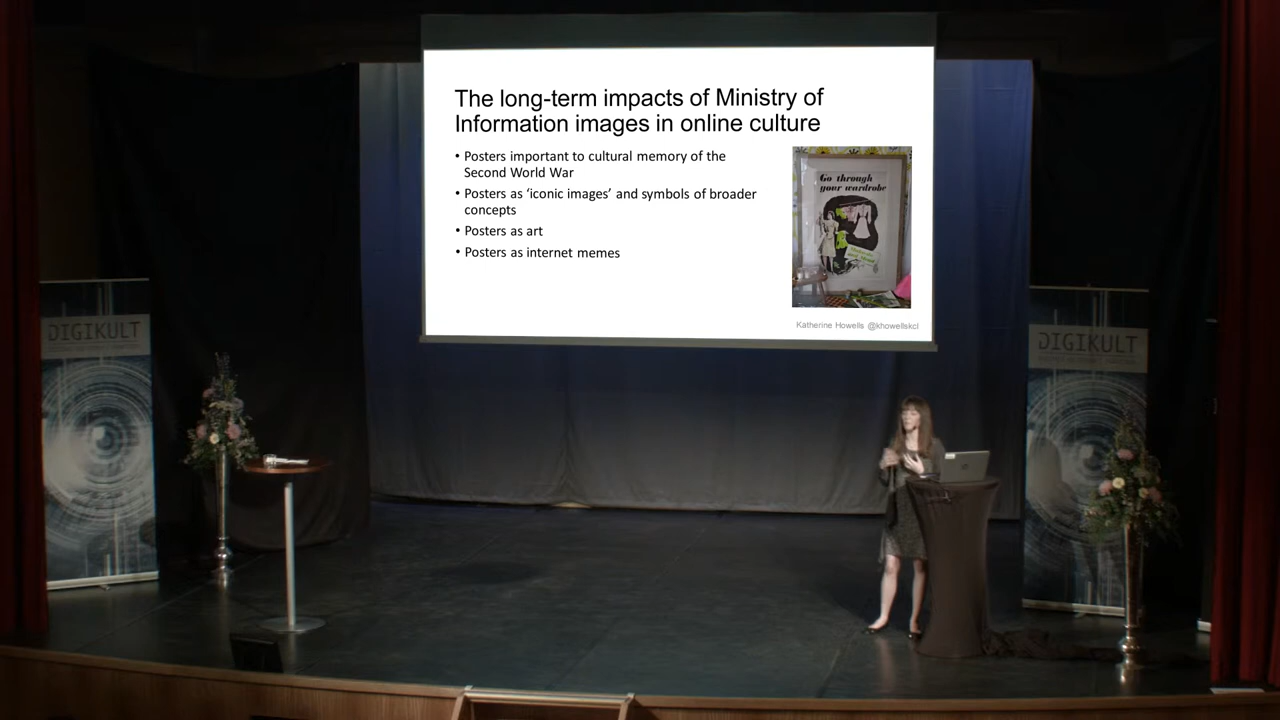 The long-term impacts of Ministry of
Information images in online culture
• Posters important to cultural memory of the
Second World War
• Posters as ‘iconic images’ and symbols of broader
concepts
• Posters as art
• Posters as internet memes
Go through
your wardrobe
Katherine Howells @khowellskcl
DIGIKULT
DIGIKULT